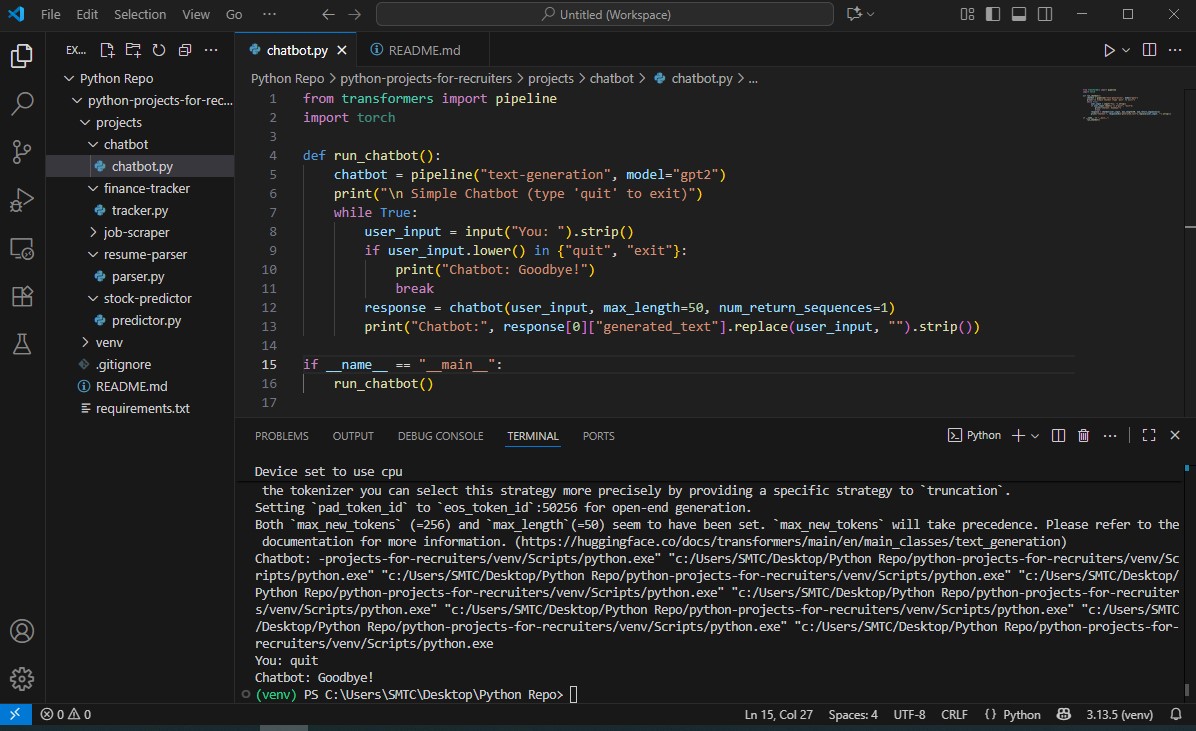 File Edit Selection View Go ··· Untitled (Workspace)
EX... ···
Python Repo
python-projects-for-rec...
projects
chatbot
chatbot.py
finance-tracker
tracker.py
job-scraper
resume-parser
parser.py
stock-predictor
predictor.py
venv
.gitignore
README.md
requirements.txt
chatbot.py README.md
Python Repo > python-projects-for-recruiters > projects > chatbot > chatbot.py > ...
1 from transformers import pipeline
2 import torch
3
4 def run_chatbot():
5 chatbot = pipeline("text-generation", model="gpt2")
6 print("\n Simple Chatbot (type 'quit' to exit)")
7 while True:
8 user_input = input("You: ").strip()
9 if user_input.lower() in {"quit", "exit"}:
10 print("Chatbot: Goodbye!")
11 break
12 response = chatbot(user_input, max_length=50, num_return_sequences=1)
13 print("Chatbot:", response[0]["generated_text"].replace(user_input, "").strip())
14
15 if __name__ == "__main__":
16 run_chatbot()
17
PROBLEMS OUTPUT DEBUG CONSOLE TERMINAL PORTS Python
Device set to use cpu
the tokenizer you can select this strategy more precisely by providing a specific strategy to `truncation`.
Setting `pad_token_id` to `eos_token_id`:50256 for open-end generation.
Both `max_new_tokens` (=256) and `max_length`(=50) seem to have been set. `max_new_tokens` will take precedence. Please refer to the
documentation for more information. (https://huggingface.co/docs/transformers/main/en/main_classes/text_generation)
Chatbot: -projects-for-recruiters/venv/Scripts/python.exe" "c:/Users/SMTC/Desktop/Python Repo/python-projects-for-recruiters/venv/Sc
ripts/python.exe" "c:/Users/SMTC/Desktop/Python Repo/python-projects-for-recruiters/venv/Scripts/python.exe" "c:/Users/SMTC/Desktop/
Python Repo/python-projects-for-recruiters/venv/Scripts/python.exe" "c:/Users/SMTC/Desktop/Python Repo/python-projects-for-recruiter
s/venv/Scripts/python.exe" "c:/Users/SMTC/Desktop/Python Repo/python-projects-for-recruiters/venv/Scripts/python.exe" "c:/Users/SMTC
/Desktop/Python Repo/python-projects-for-recruiters/venv/Scripts/python.exe" "c:/Users/SMTC/Desktop/Python Repo/python-projects-for-
recruiters/venv/Scripts/python.exe
You: quit
Chatbot: Goodbye!
(venv) PS C:\Users\SMTC\Desktop\Python Repo>
0 0 Ln 15, Col 27 Spaces: 4 UTF-8 CRLF {} Python 3.13.5 (venv)